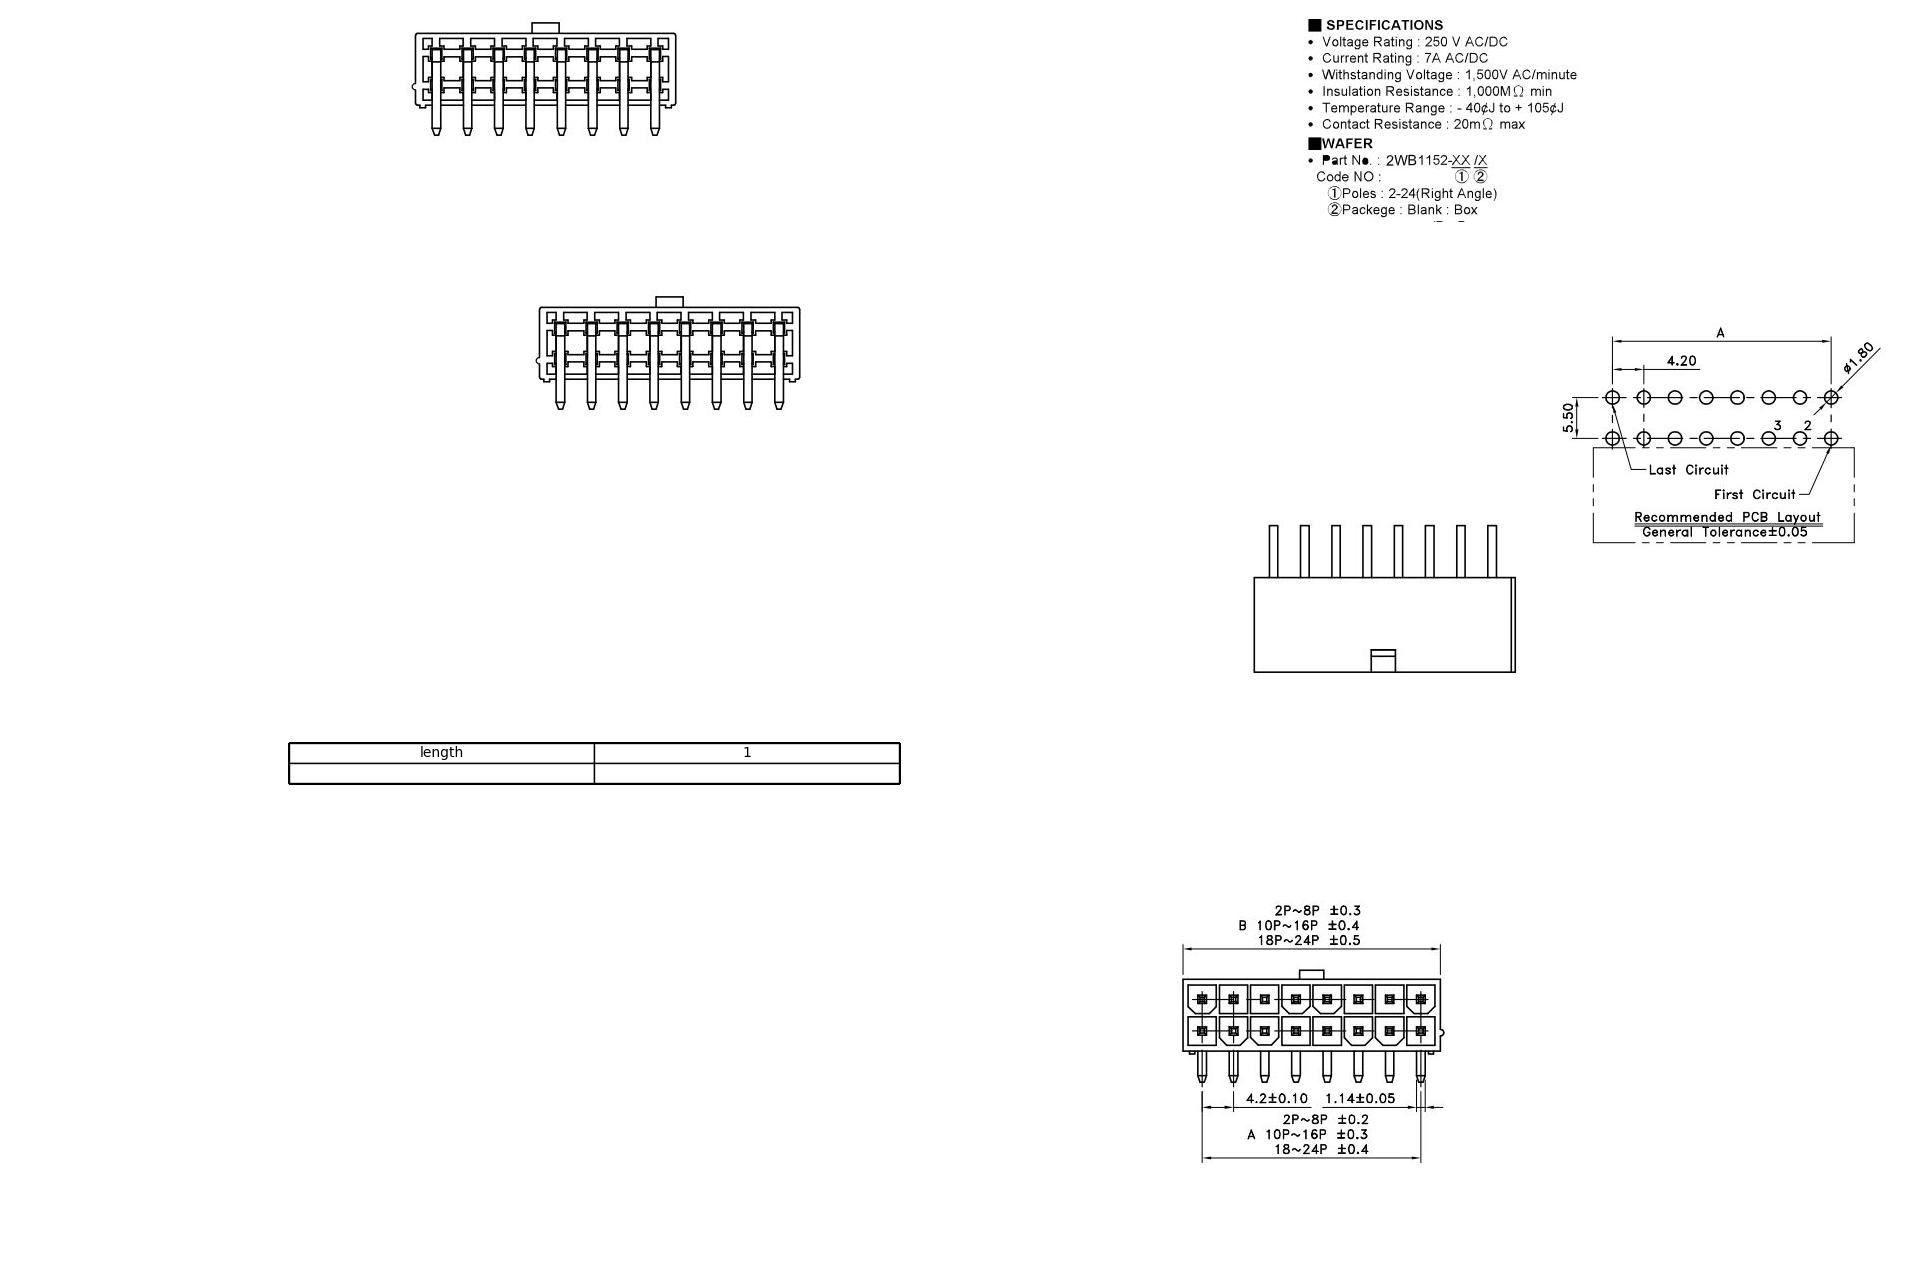 ■ SPECIFICATIONS
• Voltage Rating : 250 V AC/DC
• Current Rating : 7A AC/DC
• Withstanding Voltage : 1,500V AC/minute
• Insulation Resistance : 1,000MΩ min
• Temperature Range : - 40¢J to + 105¢J
• Contact Resistance : 20mΩ max
■WAFER
• Part No. : 2WB1152-XX /X
Code NO : ① ②
①Poles : 2-24(Right Angle)
②Packege : Blank : Box
A
4.20
ø1.80
5.50
3 2
Last Circuit
First Circuit
Recommended PCB Layout
General Tolerance±0.05
length 1
2P~8P ±0.3
B 10P~16P ±0.4
18P~24P ±0.5
4.2±0.10 1.14±0.05
2P~8P ±0.2
A 10P~16P ±0.3
18~24P ±0.4